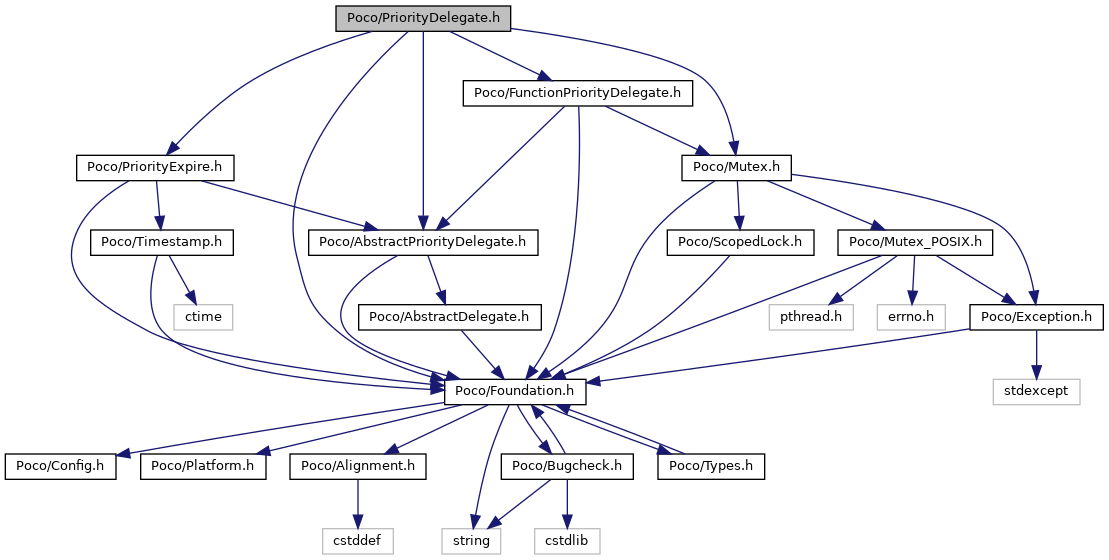 Poco/PriorityDelegate.h
Poco/FunctionPriorityDelegate.h
Poco/PriorityExpire.h
Poco/Mutex.h
Poco/Timestamp.h
Poco/AbstractPriorityDelegate.h
Poco/ScopedLock.h
Poco/Mutex_POSIX.h
ctime
Poco/AbstractDelegate.h
pthread.h
errno.h
Poco/Exception.h
Poco/Foundation.h
stdexcept
Poco/Config.h
Poco/Platform.h
Poco/Alignment.h
Poco/Bugcheck.h
Poco/Types.h
cstddef
string
cstdlib